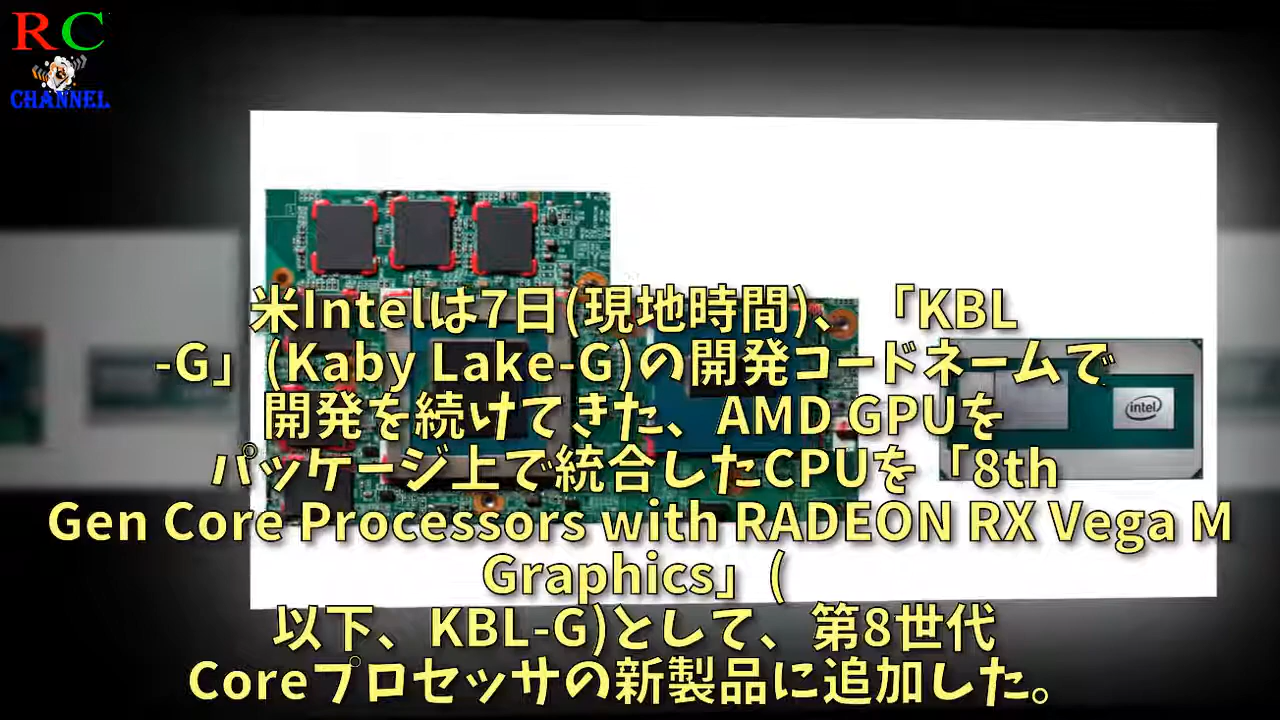 RC
CHANNEL
米Intelは7日(現地時間)、「KBL
-G」(Kaby Lake-G)の開発コードネームで
開発を続けてきた、AMD GPUを
パッケージ上で統合したCPUを「8th
Gen Core Processors with RADEON RX Vega M
Graphics」(
以下、KBL-G)として、第8世代
Coreプロセッサの新製品に追加した。
intel